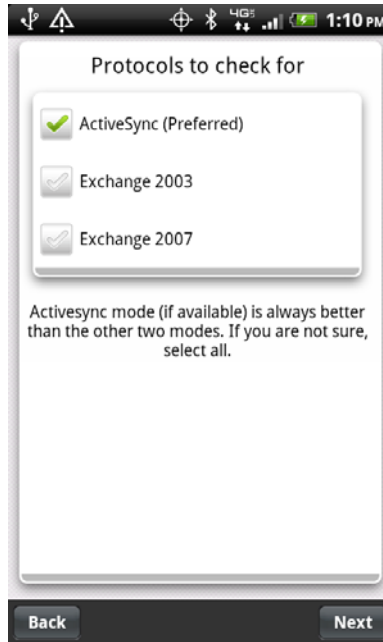 4G 1:10 PM
Protocols to check for
ActiveSync (Preferred)
Exchange 2003
Exchange 2007
Activesync mode (if available) is always better
than the other two modes. If you are not sure,
select all.
Back Next